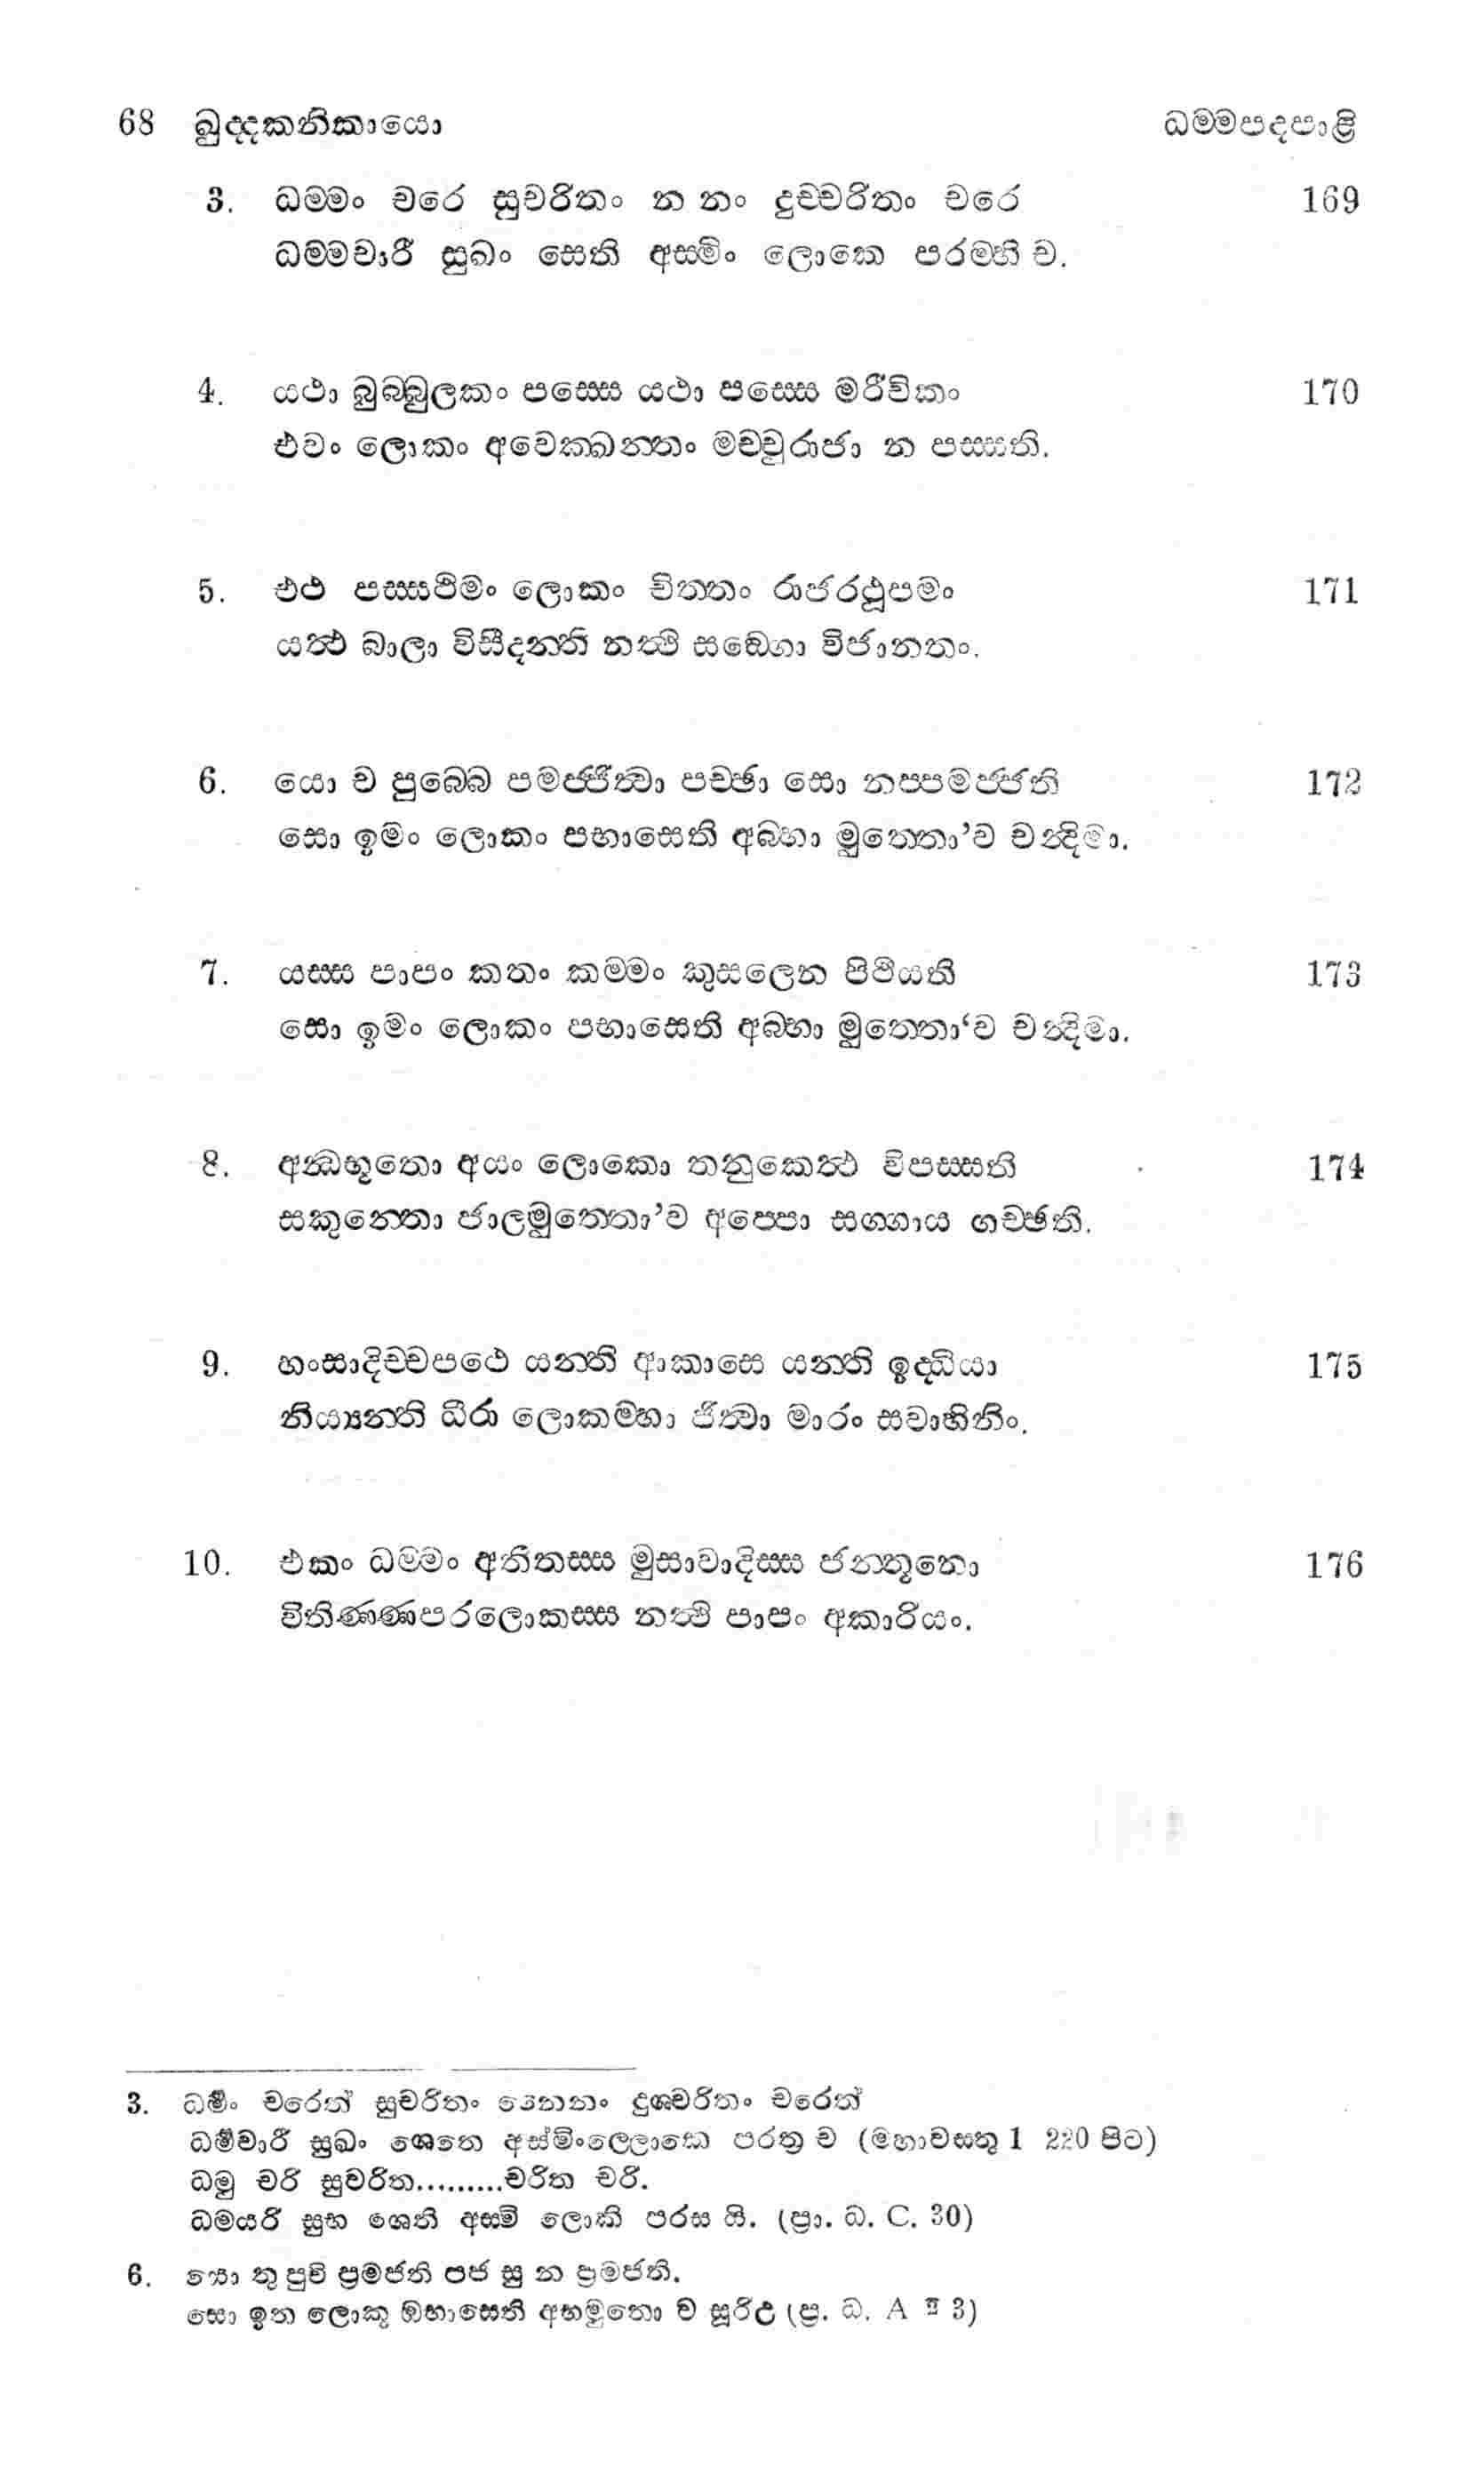 68 ඛුද්දකනිකායො ධම්මපදපාළි
3. ධම්මං චරෙ සුචරිතං න නං දුච්චරිතං චරෙ 169
ධම්මචාරී සුඛං සෙති අස්මිං ලොකෙ පරම්හි ච.
4. යථා බුබ්බුලකං පස්සෙ යථා පස්සෙ මරීචිකං 170
එවං ලොකං අවෙක්ඛන්තං මච්චුරාජා න පස්සති.
5. එථ පස්සථිමං ලොකං චිත්තං රාජරථූපමං 171
යත්ථ බාලා විසීදන්ති නත්ථි සඞ්ගො විජානතං.
6. යො ච පුබ්බෙ පමජ්ජිත්වා පච්ඡා සො නප්පමජ්ජති 172
සො ඉමං ලොකං පභාසෙති අබ්භා මුත්තො’ව චන්දිමා.
7. යස්ස පාපං කතං කම්මං කුසලෙන පිථීයති 173
සො ඉමං ලොකං පභාසෙති අබ්භා මුත්තො‘ව චන්දිමා.
8. අන්ධභූතො අයං ලොකො තනුකෙත්ථ විපස්සති 174
සකුන්තො ජාලමුත්තො’ව අප්පො සග්ගාය ගච්ඡති.
9. හංසාදිච්චපථෙ යන්ති ආකාසෙ යන්ති ඉද්ධියා 175
නීය්‍යන්ති ධීරා ලොකම්හා ජිත්වා මාරං සවාහිනිං.
10. එකං ධම්මං අතීතස්ස මුසාවාදිස්ස ජන්තූනො 176
විතිණ්ණපරලොකස්ස නත්ථි පාපං අකාරියං.
3. ධර්මං චරෙත් සුචරිතං නෛනං දුශ්චරිතං චරෙත්
ධර්මචාරී සුඛං ශෙතෙ අස්මිංල්ලොකෙ පරත්‍ර ච (මහාවස්තු 1 220 පිට)
ධමු චරි සුචරිත.........චරිත චරි.
ධමයරි සුභ ශෙති අස්මි ලොකි පරස යි. (ප්‍රා. ධ. C. 30)
6. යො තු පුවි ප්‍රමජති පජ සු න ප්‍රමජති.
සො ඉත ලොකු ඔභාසෙති අභමුතො ව සූරිඋ (ප්‍ර. ධ. A 3)